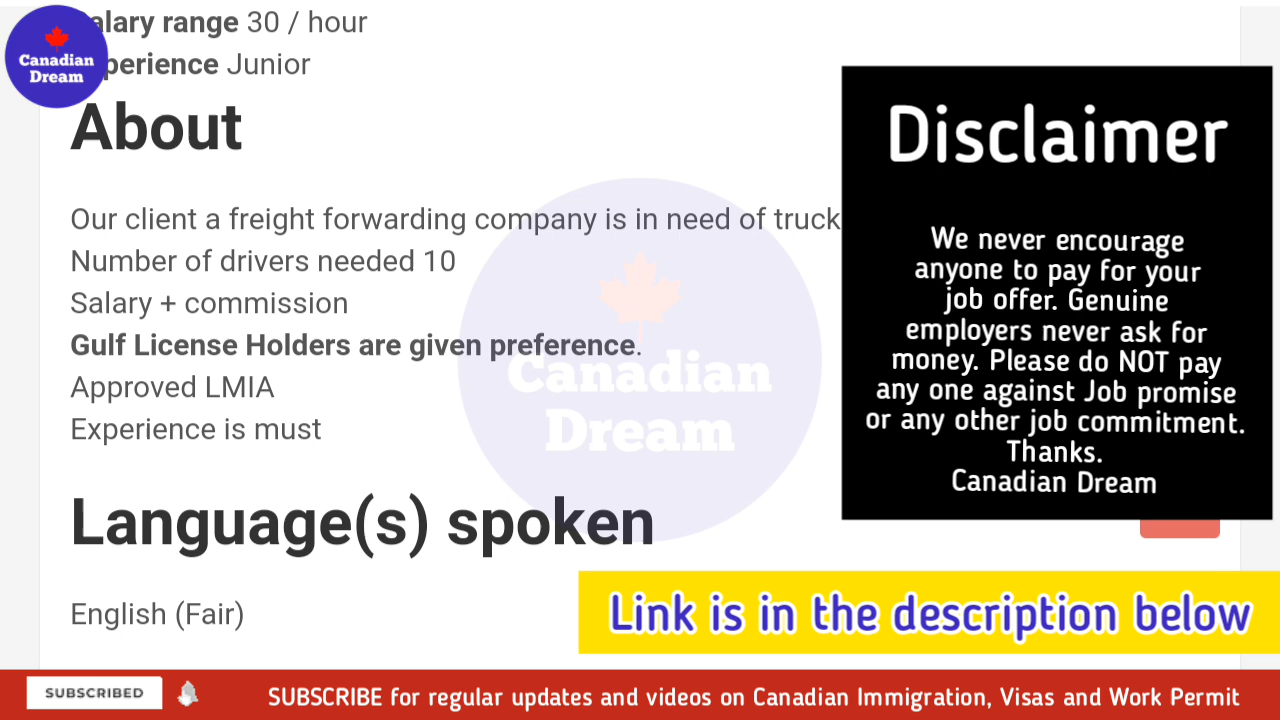 Salary range 30 / hour
Experience Junior
Canadian
Dream
About
Our client a freight forwarding company is in need of truck
Number of drivers needed 10
Salary + commission
Gulf License Holders are given preference.
Approved LMIA
Experience is must
Canadian
Dream
Language(s) spoken
English (Fair)
Disclaimer
We never encourage
anyone to pay for your
job offer. Genuine
employers never ask for
money. Please do NOT pay
any one against Job promise
or any other job commitment.
Thanks.
Canadian Dream
Link is in the description below
SUBSCRIBED
SUBSCRIBE for regular updates and videos on Canadian Immigration, Visas and Work Permit